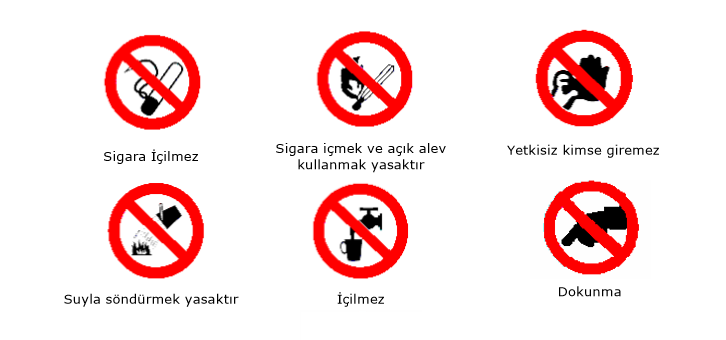 Sigara İçilmez
Sigara içmek ve açık alev
kullanmak yasaktır
Yetkisiz kimse giremez
Suyla söndürmek yasaktır
İçilmez
Dokunma